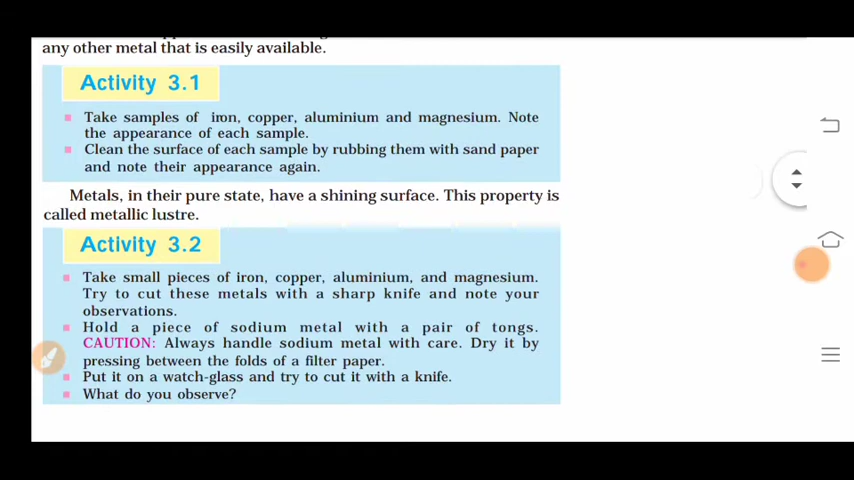 any other metal that is easily available.
Activity 3.1
Take samples of iron, copper, aluminium and magnesium. Note
the appearance of each sample.
Clean the surface of each sample by rubbing them with sand paper
and note their appearance again.
Metals, in their pure state, have a shining surface. This property is
called metallic lustre.
Activity 3.2
Take small pieces of iron, copper, aluminium, and magnesium.
Try to cut these metals with a sharp knife and note your
observations.
Hold a piece of sodium metal with a pair of tongs.
CAUTION: Always handle sodium metal with care. Dry it by
pressing between the folds of a filter paper.
Put it on a watch-glass and try to cut it with a knife.
What do you observe?